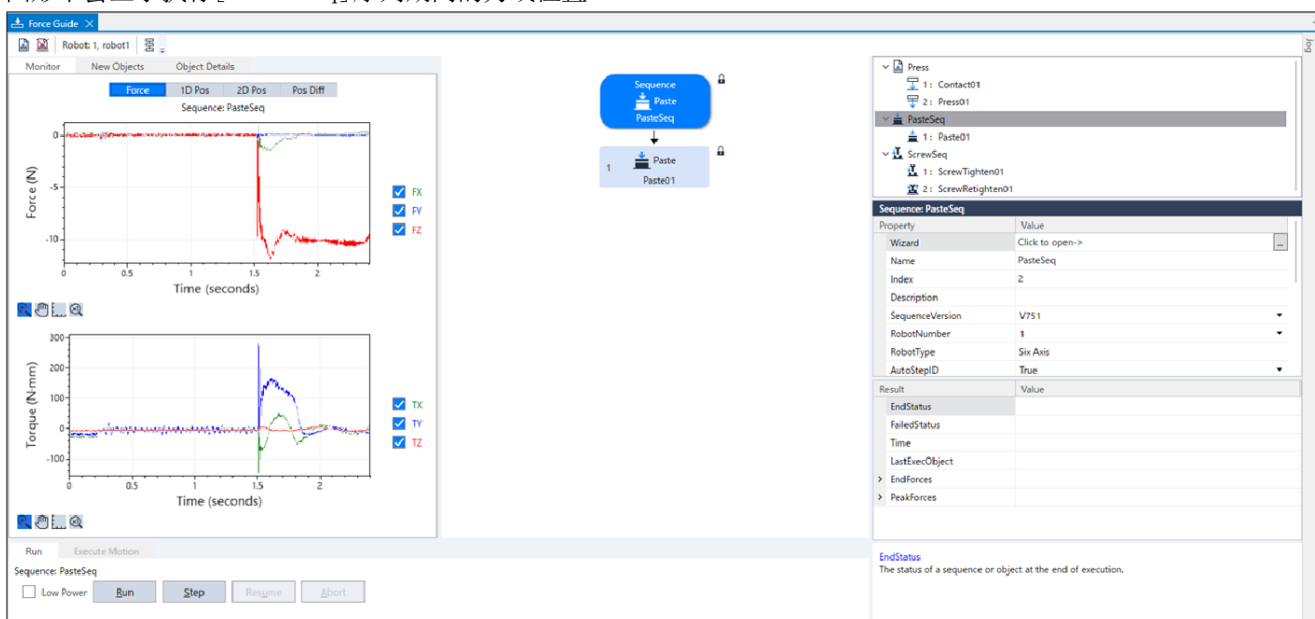 Force Guide
Robot: 1, robot1
Jog
Monitor New Objects Object Details
Force 1D Pos 2D Pos Pos Diff
Sequence: PasteSeq
0
-5
-10
Force (N)
0 0.5 1 1.5 2
Time (seconds)
FX
FY
FZ
300
200
100
0
-100
Torque (N·mm)
0 0.5 1 1.5 2
Time (seconds)
TX
TY
TZ
Sequence
Paste
PasteSeq
1
Paste
Paste01
Press
1: Contact01
2: Press01
PasteSeq
1: Paste01
ScrewSeq
1: ScrewTighten01
2: ScrewRetighten01
Sequence: PasteSeq
Property Value
Wizard Click to open-> ...
Name PasteSeq
Index 2
Description
SequenceVersion V751
RobotNumber 1
RobotType Six Axis
AutoStepID True
Result Value
EndStatus
FailedStatus
Time
LastExecObject
EndForces
PeakForces
EndStatus
The status of a sequence or object at the end of execution.
Run Execute Motion
Sequence: PasteSeq
Low Power Run Step Resume Abort